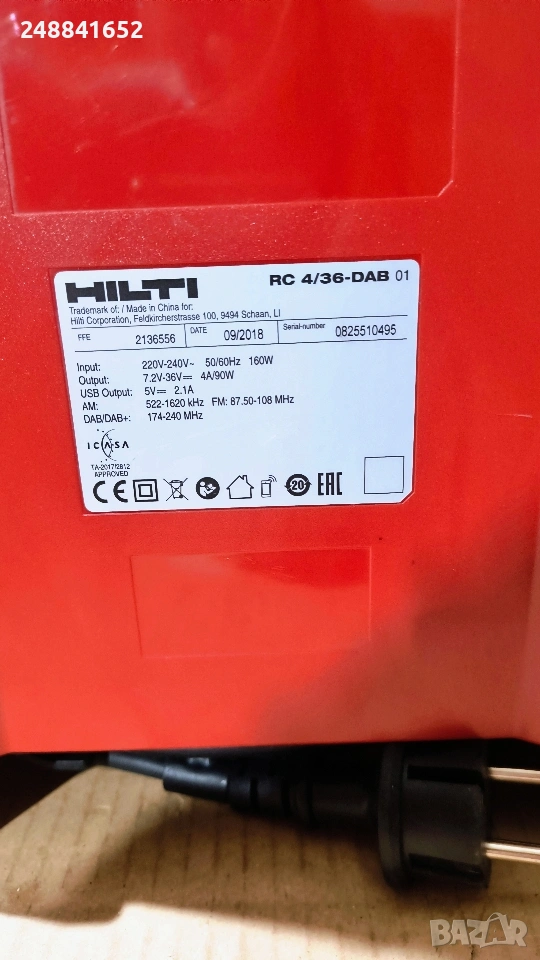 248841652
HILTI
RC 4/36-DAB 01
Trademark of: / Made in China for:
Hilti Corporation, Feldkircherstrasse 100, 9494 Schaan, LI
FFE 2136556 DATE 09/2018 Serial-number 0825510495
Input: 220V-240V~ 50/60Hz 160W
Output: 7.2V-36V⎓ 4A/90W
USB Output: 5V⎓ 2.1A
AM: 522-1620 kHz FM: 87.50-108 MHz
DAB/DAB+: 174-240 MHz
ICASA
TA-2017/2812
APPROVED
CE 20 EAC
BAZAR